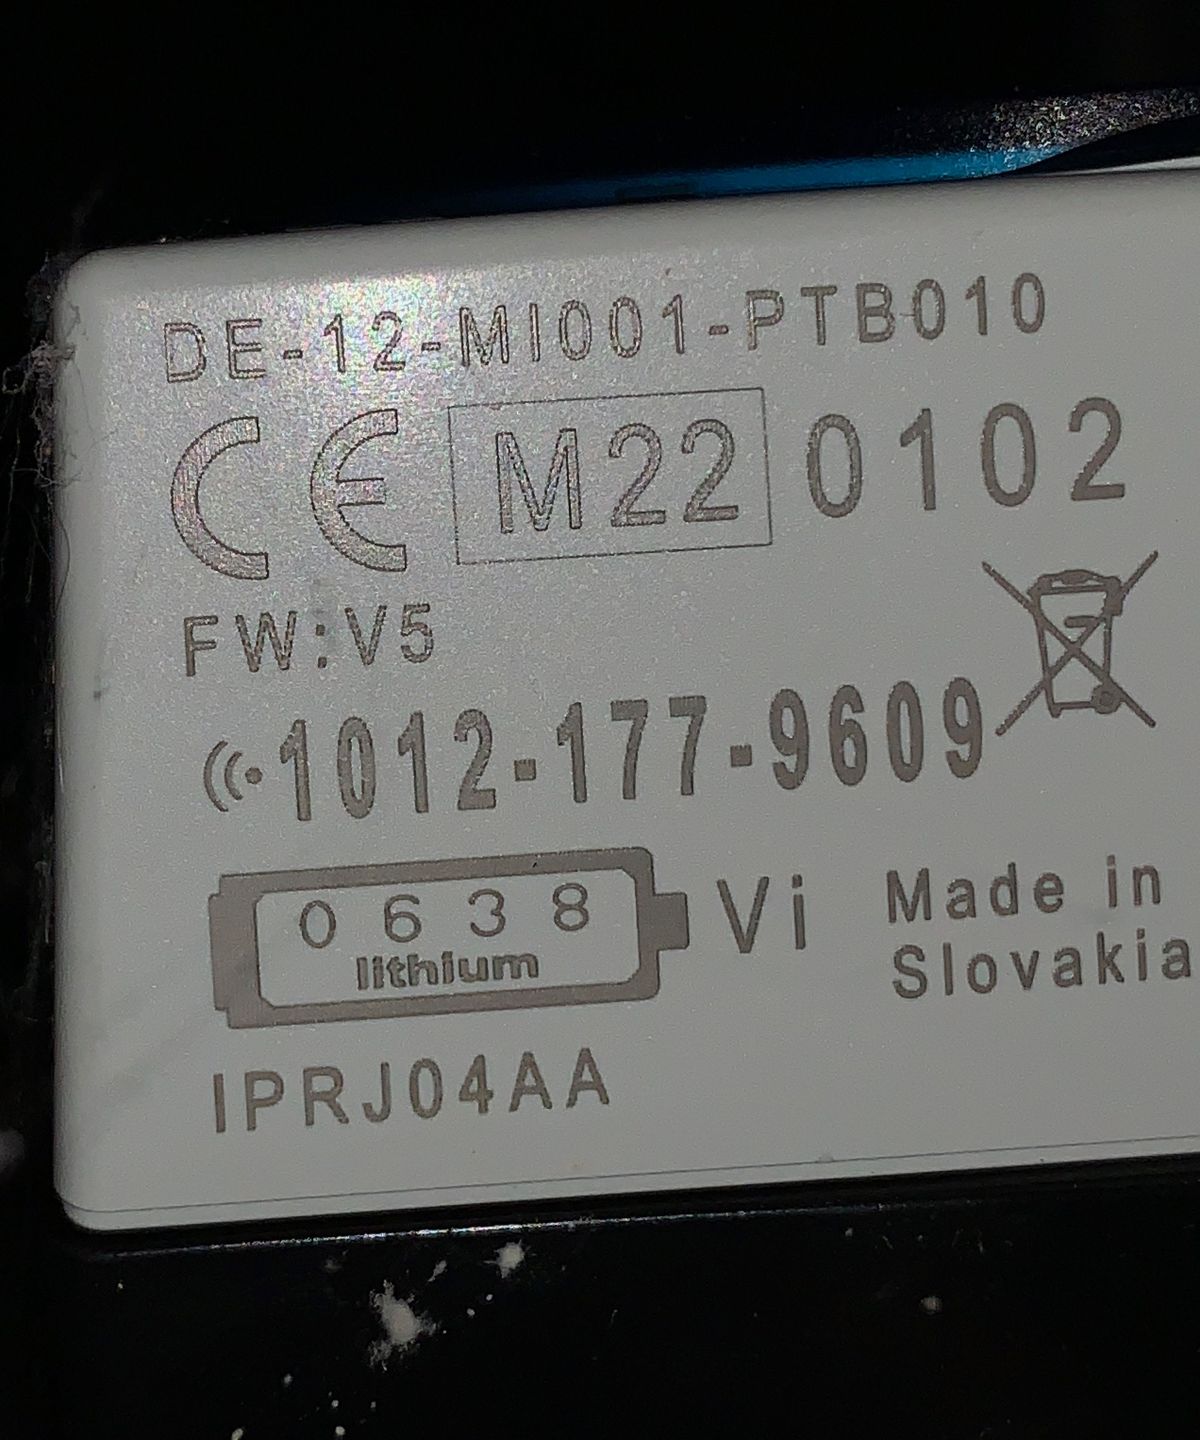 DE-12-MI001-PTB010
CE M22 0102
FW:V5
1012-177-9609
0638 Vi
lithium
Made in
Slovakia
IPRJ04AA